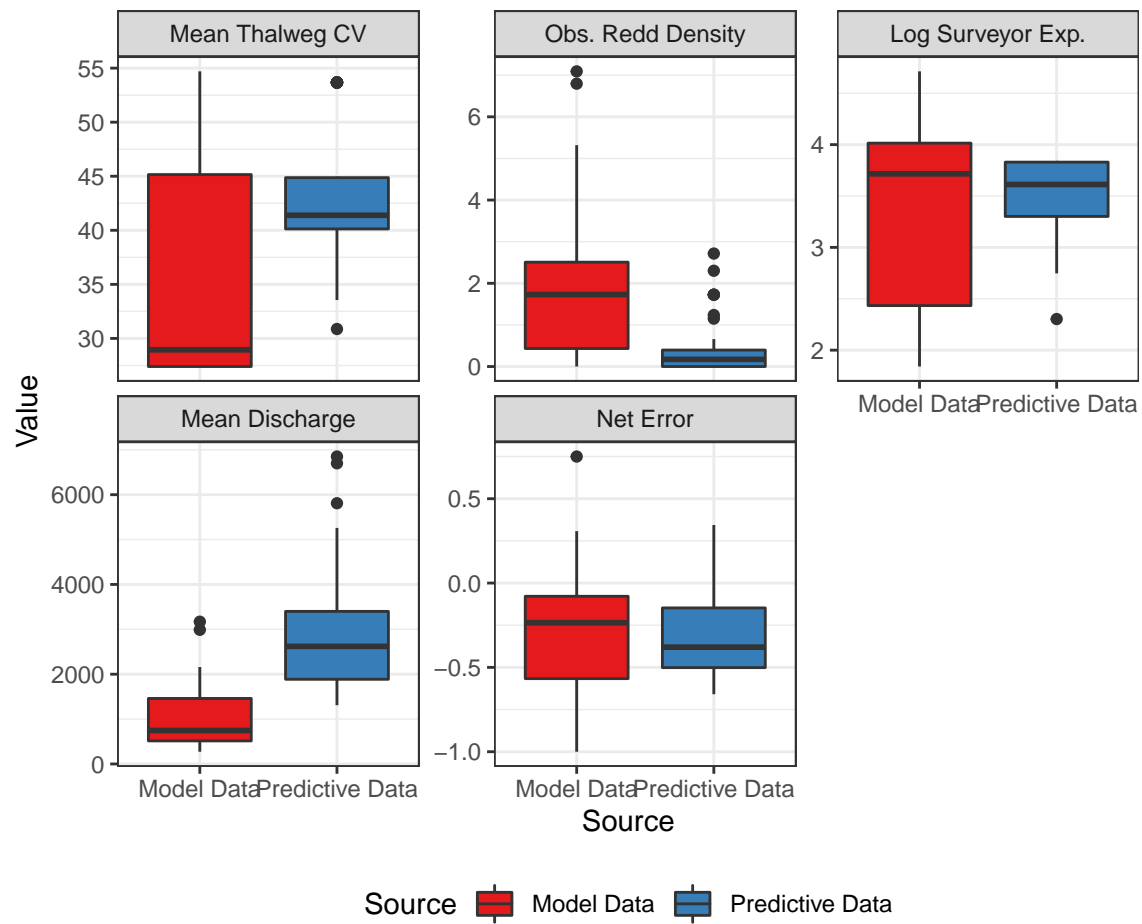 Mean Thalweg CV
Obs. Redd Density
Log Surveyor Exp.
55
50
45
40
35
30
6
4
2
0
4
3
2
Model Data
Predictive Data
Value
Mean Discharge
Net Error
6000
4000
2000
0
0.5
0.0
−0.5
−1.0
Model Data
Predictive Data
Model Data
Predictive Data
Source
Source
Model Data
Predictive Data